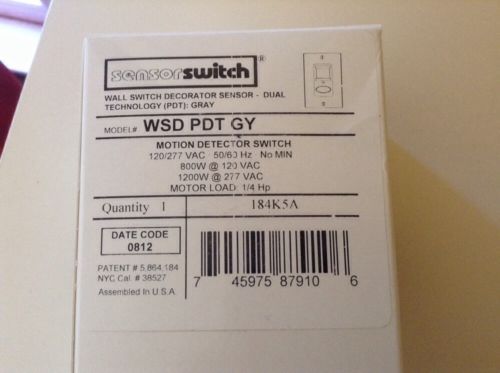 sensorswitch®
WALL SWITCH DECORATOR SENSOR - DUAL
TECHNOLOGY (PDT): GRAY
MODEL# WSD PDT GY
MOTION DETECTOR SWITCH
120/277 VAC 50/60 Hz No MIN
800W @ 120 VAC
1200W @ 277 VAC
MOTOR LOAD: 1/4 Hp
Quantity 1 184K5A
DATE CODE
0812
PATENT # 5,864,184
NYC Cal. # 38527
Assembled In U.S.A.
7 45975 87910 6